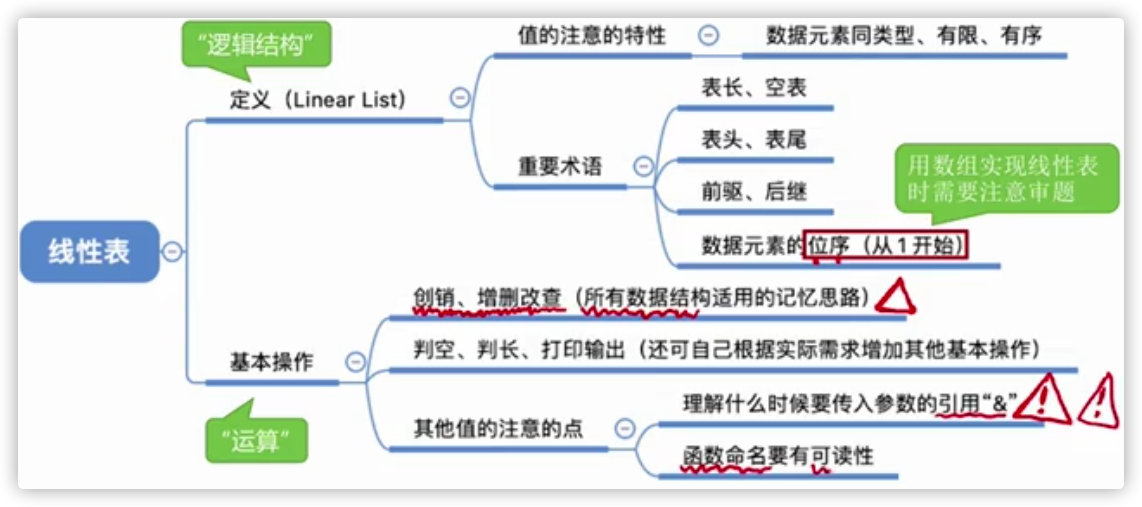 “逻辑结构”
值的注意的特性
数据元素同类型、有限、有序
定义（Linear List）
表长、空表
表头、表尾
重要术语
用数组实现线性表
时需要注意审题
前驱、后继
数据元素的位序（从1开始）
线性表
创销、增删改查（所有数据结构适用的记忆思路）
基本操作
判空、判长、打印输出（还可自己根据实际需求增加其他基本操作）
“运算”
其他值的注意的点
理解什么时候要传入参数的引用“&”
函数命名要有可读性